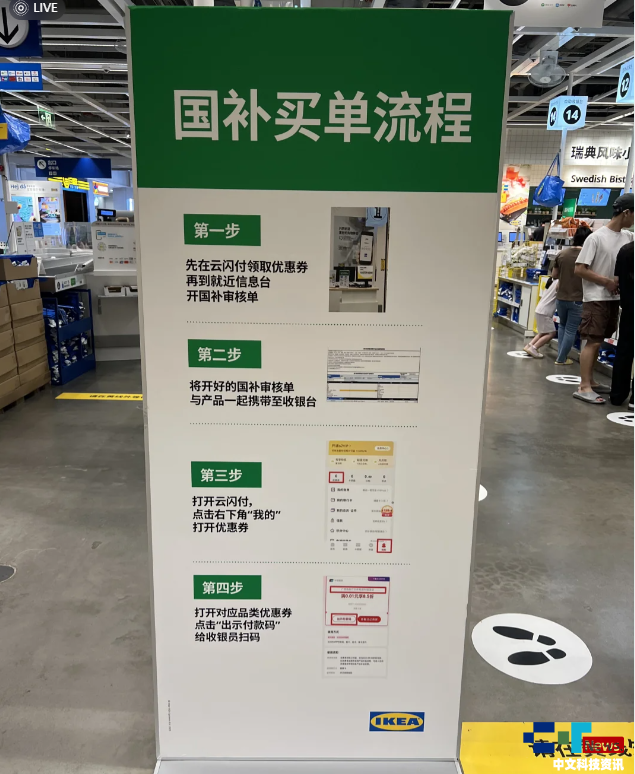 LIVE
国补买单流程
第一步
先在云闪付领取优惠券
再到就近信息台
开国补审核单
第二步
将开好的国补审核单
与产品一起携带至收银台
第三步
打开云闪付，
点击右下角“我的”
打开优惠券
第四步
打开对应品类优惠券
点击“出示付款码”
给收银员扫码
IKEA
14
12
瑞典风味小
Swedish Bist
News
中文科技资讯